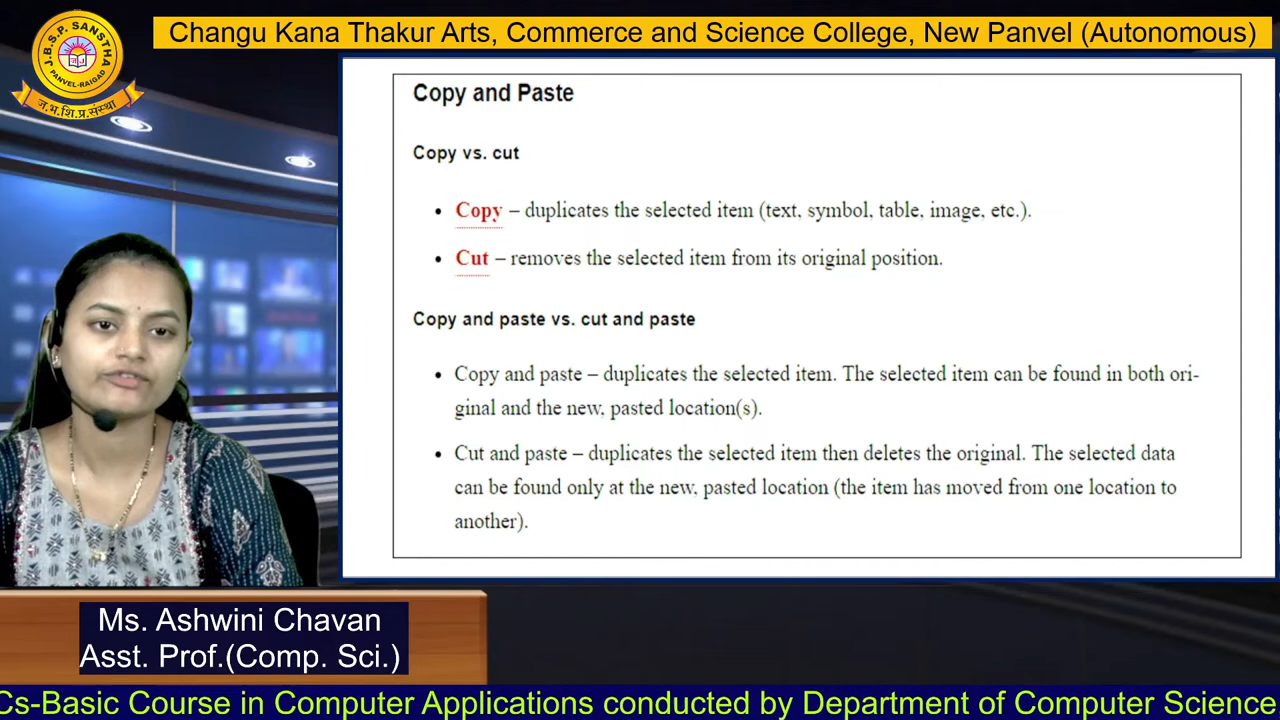 J.B.S.P. SANSTHA
PANVEL-RAIGAD
ज.भ.शि.प्र.संस्था
Changu Kana Thakur Arts, Commerce and Science College, New Panvel (Autonomous)
Copy and Paste
Copy vs. cut
• Copy – duplicates the selected item (text, symbol, table, image, etc.).
• Cut – removes the selected item from its original position.
Copy and paste vs. cut and paste
• Copy and paste – duplicates the selected item. The selected item can be found in both ori-
ginal and the new, pasted location(s).
• Cut and paste – duplicates the selected item then deletes the original. The selected data
can be found only at the new, pasted location (the item has moved from one location to
another).
Ms. Ashwini Chavan
Asst. Prof.(Comp. Sci.)
Cs-Basic Course in Computer Applications conducted by Department of Computer Science